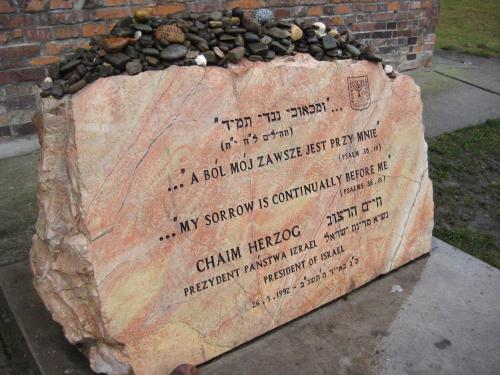 ..."ומכאובי נגדי תמיד"
(תהילים ל"ח י"ח)
..."A BÓL MÓJ ZAWSZE JEST PRZY MNIE"
(PSALM 38.18)
..."MY SORROW IS CONTINUALLY BEFORE ME"
(PSALMS 38.18)
חיים הרצוג
CHAIM HERZOG
נשיא מדינת ישראל
PREZYDENT PAŃSTWA IZRAEL
PRESIDENT OF ISRAEL
26.5.1992 - כ"ג באייר ה'תשנ"ב